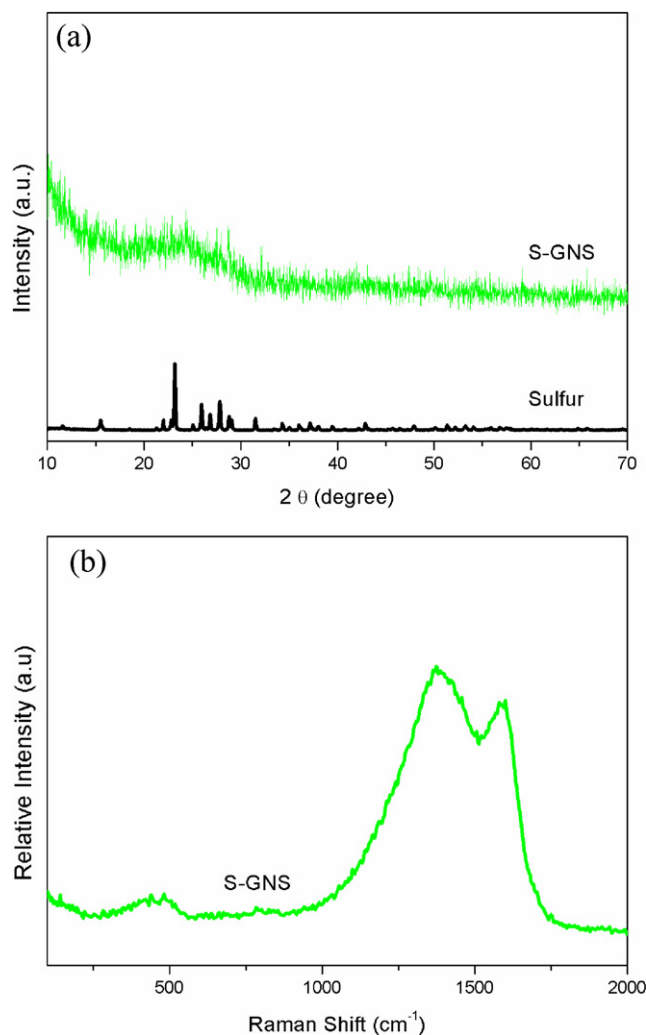 (a)
Intensity (a.u.)
S-GNS
Sulfur
10 20 30 40 50 60 70
2 θ (degree)
(b)
Relative Intensity (a.u)
S-GNS
500 1000 1500 2000
Raman Shift (cm⁻¹)